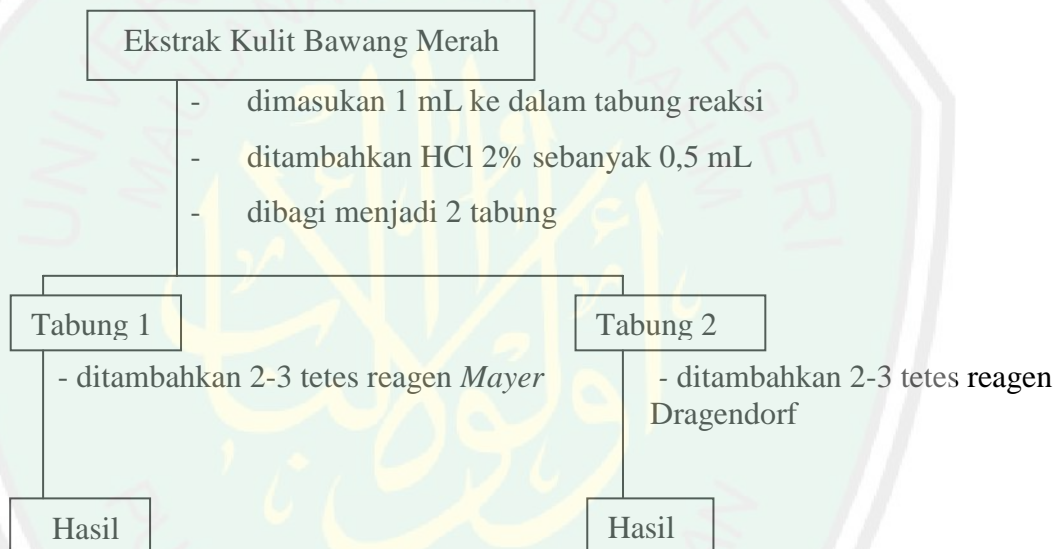 Ekstrak Kulit Bawang Merah
- dimasukan 1 mL ke dalam tabung reaksi
- ditambahkan HCl 2% sebanyak 0,5 mL
- dibagi menjadi 2 tabung
Tabung 1
Tabung 2
- ditambahkan 2-3 tetes reagen Mayer
- ditambahkan 2-3 tetes reagen
Dragendorf
Hasil
Hasil